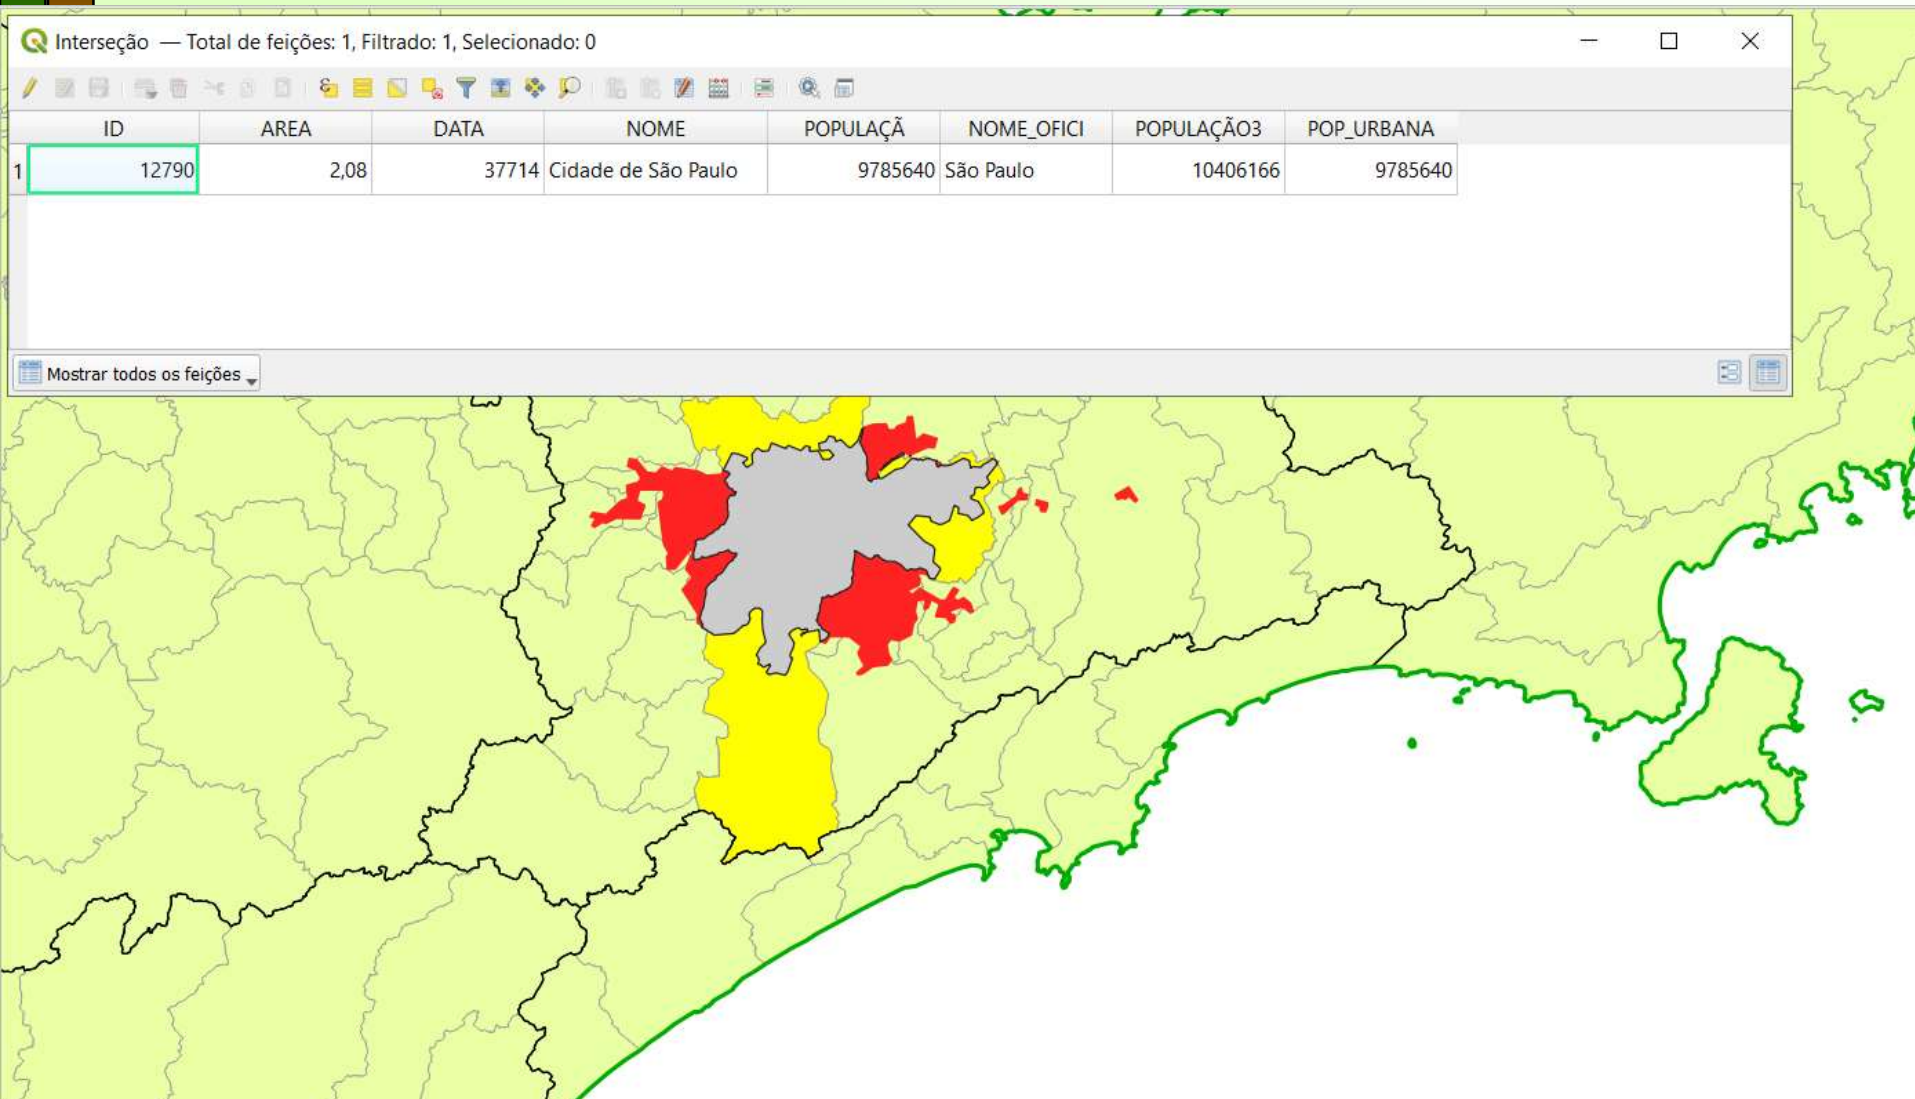 Interseção — Total de feições: 1, Filtrado: 1, Selecionado: 0
ID AREA DATA NOME POPULAÇÃ NOME_OFICI POPULAÇÃO3 POP_URBANA
1 12790 2,08 37714 Cidade de São Paulo 9785640 São Paulo 10406166 9785640
Mostrar todos os feições